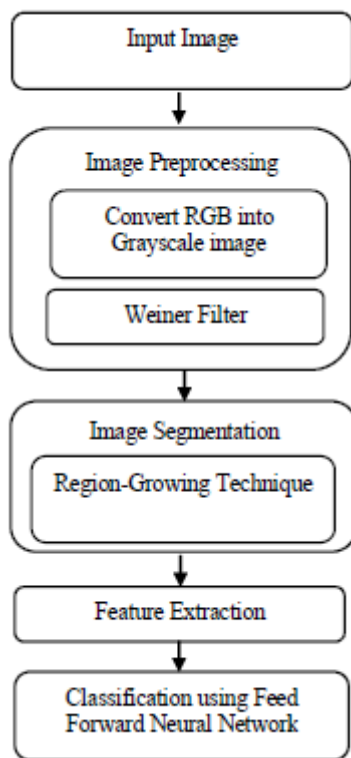 Input Image
Image Preprocessing
Convert RGB into
Grayscale image
Weiner Filter
Image Segmentation
Region-Growing Technique
Feature Extraction
Classification using Feed
Forward Neural Network